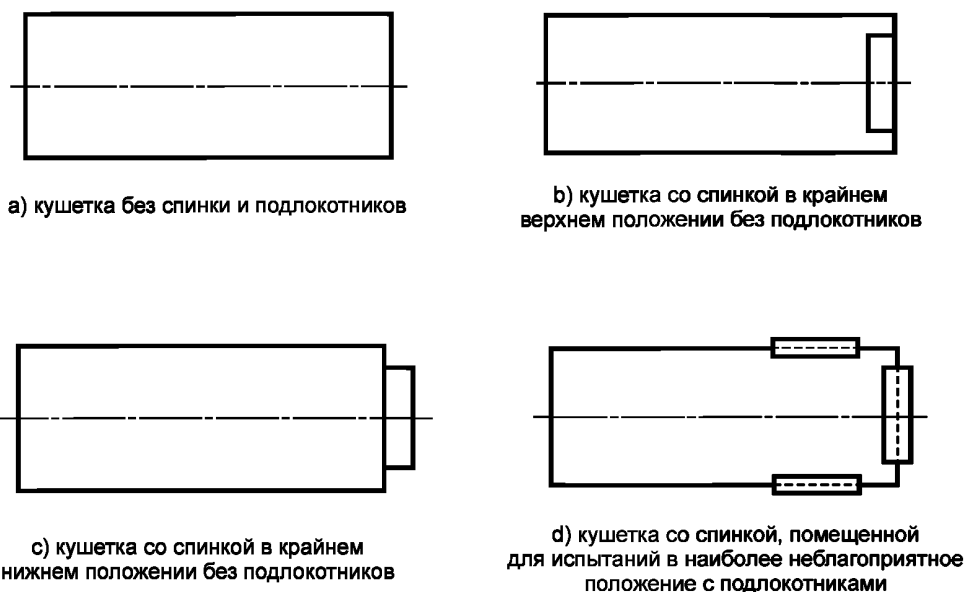 a) кушетка без спинки и подлокотников
b) кушетка со спинкой в крайнем
верхнем положении без подлокотников
c) кушетка со спинкой в крайнем
нижнем положении без подлокотников
d) кушетка со спинкой, помещенной
для испытаний в наиболее неблагоприятное
положение с подлокотниками